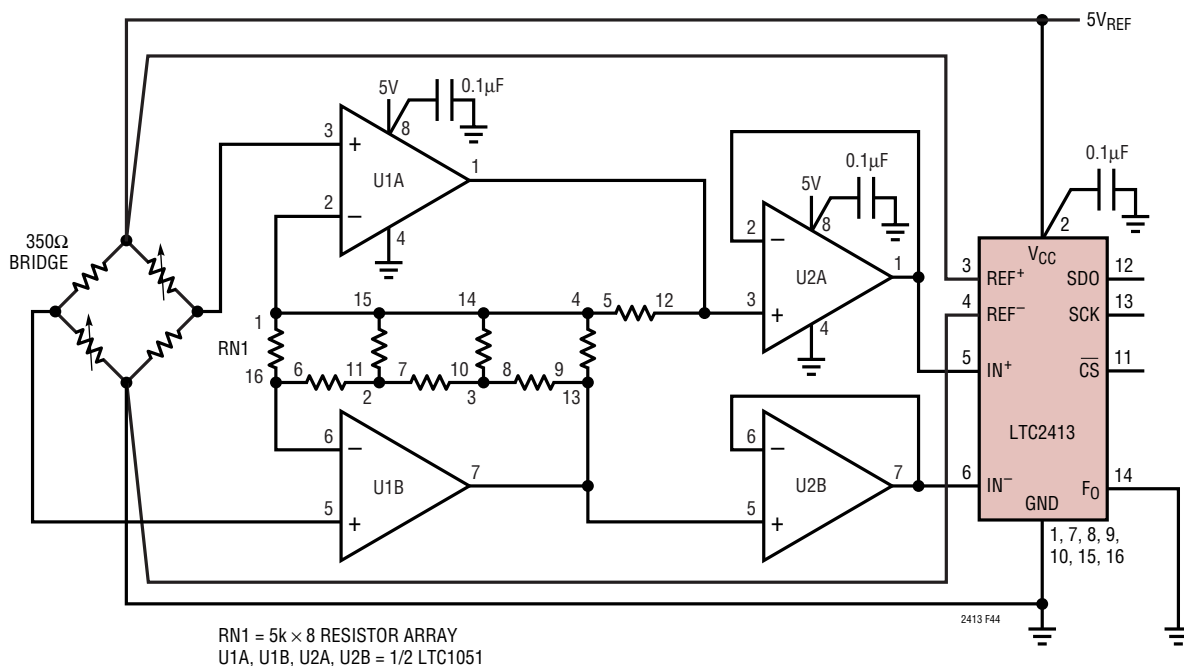 5VREF
5V
0.1µF
3
8
+
1
U1A
2
–
4
5V
0.1µF
8
2
–
1
U2A
3
+
4
0.1µF
2
350Ω
BRIDGE
15
14
4
5
12
1
RN1
16
6
11
7
10
8
9
2
3
13
6
–
7
U1B
5
+
6
–
7
U2B
5
+
VCC
3
REF+
SDO
12
4
REF–
SCK
13
5
IN+
CS
11
LTC2413
6
IN–
FO
14
GND
1, 7, 8, 9,
10, 15, 16
2413 F44
RN1 = 5k × 8 RESISTOR ARRAY
U1A, U1B, U2A, U2B = 1/2 LTC1051